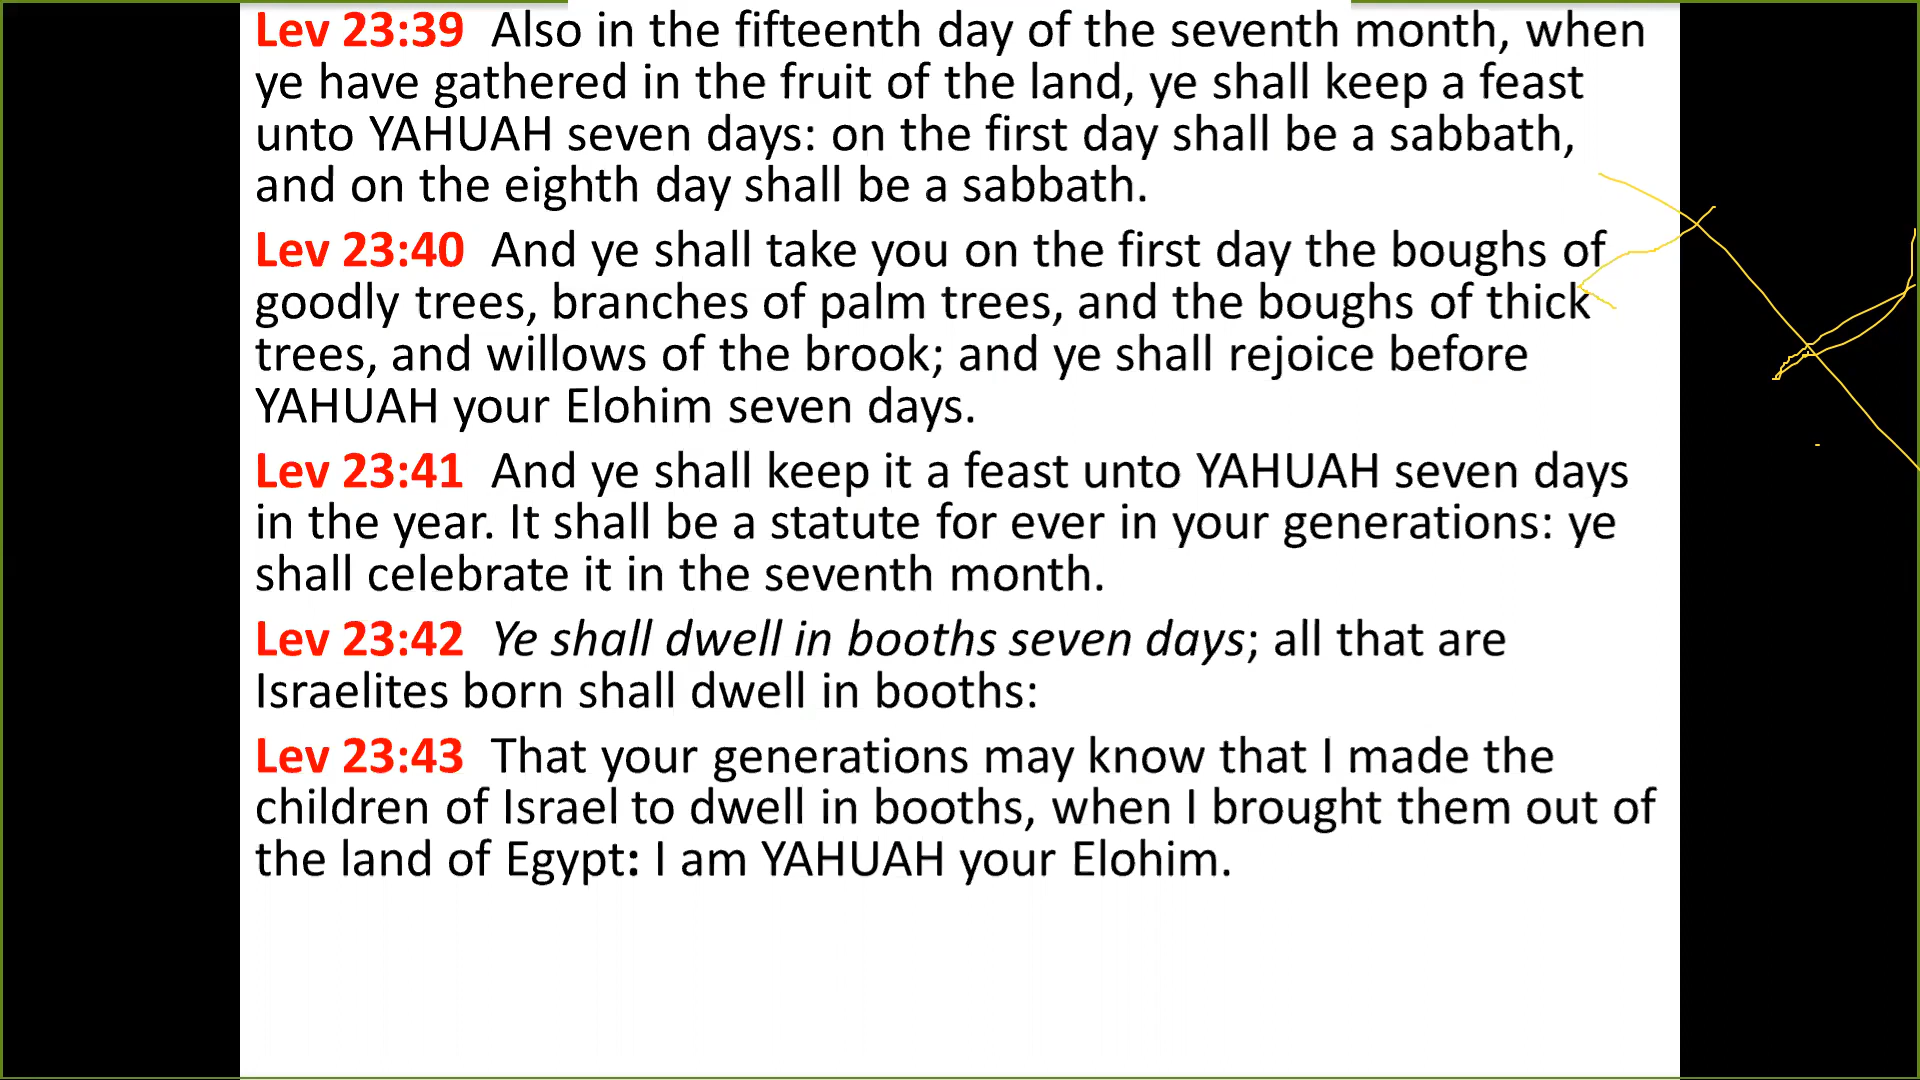 Lev 23:39 Also in the fifteenth day of the seventh month, when
ye have gathered in the fruit of the land, ye shall keep a feast
unto YAHUAH seven days: on the first day shall be a sabbath,
and on the eighth day shall be a sabbath.
Lev 23:40 And ye shall take you on the first day the boughs of
goodly trees, branches of palm trees, and the boughs of thick
trees, and willows of the brook; and ye shall rejoice before
YAHUAH your Elohim seven days.
Lev 23:41 And ye shall keep it a feast unto YAHUAH seven days
in the year. It shall be a statute for ever in your generations: ye
shall celebrate it in the seventh month.
Lev 23:42 Ye shall dwell in booths seven days; all that are
Israelites born shall dwell in booths:
Lev 23:43 That your generations may know that I made the
children of Israel to dwell in booths, when I brought them out of
the land of Egypt: I am YAHUAH your Elohim.